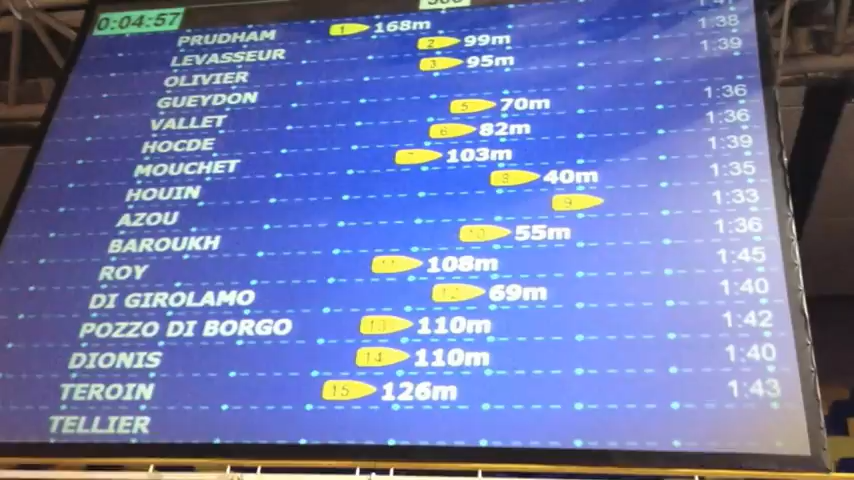 0:04:57 500
PRUDHAM 1 168m
LEVASSEUR 2 99m 1:38
OLIVIER 3 95m 1:39
GUEYDON
VALLET 5 70m 1:36
HOCDE 6 82m 1:36
MOUCHET 7 103m 1:39
HOUIN 8 40m 1:35
AZOU 9 1:33
BAROUKH 10 55m 1:36
ROY 11 108m 1:45
DI GIROLAMO 12 69m 1:40
POZZO DI BORGO 13 110m 1:42
DIONIS 14 110m 1:40
TEROIN 15 126m 1:43
TELLIER